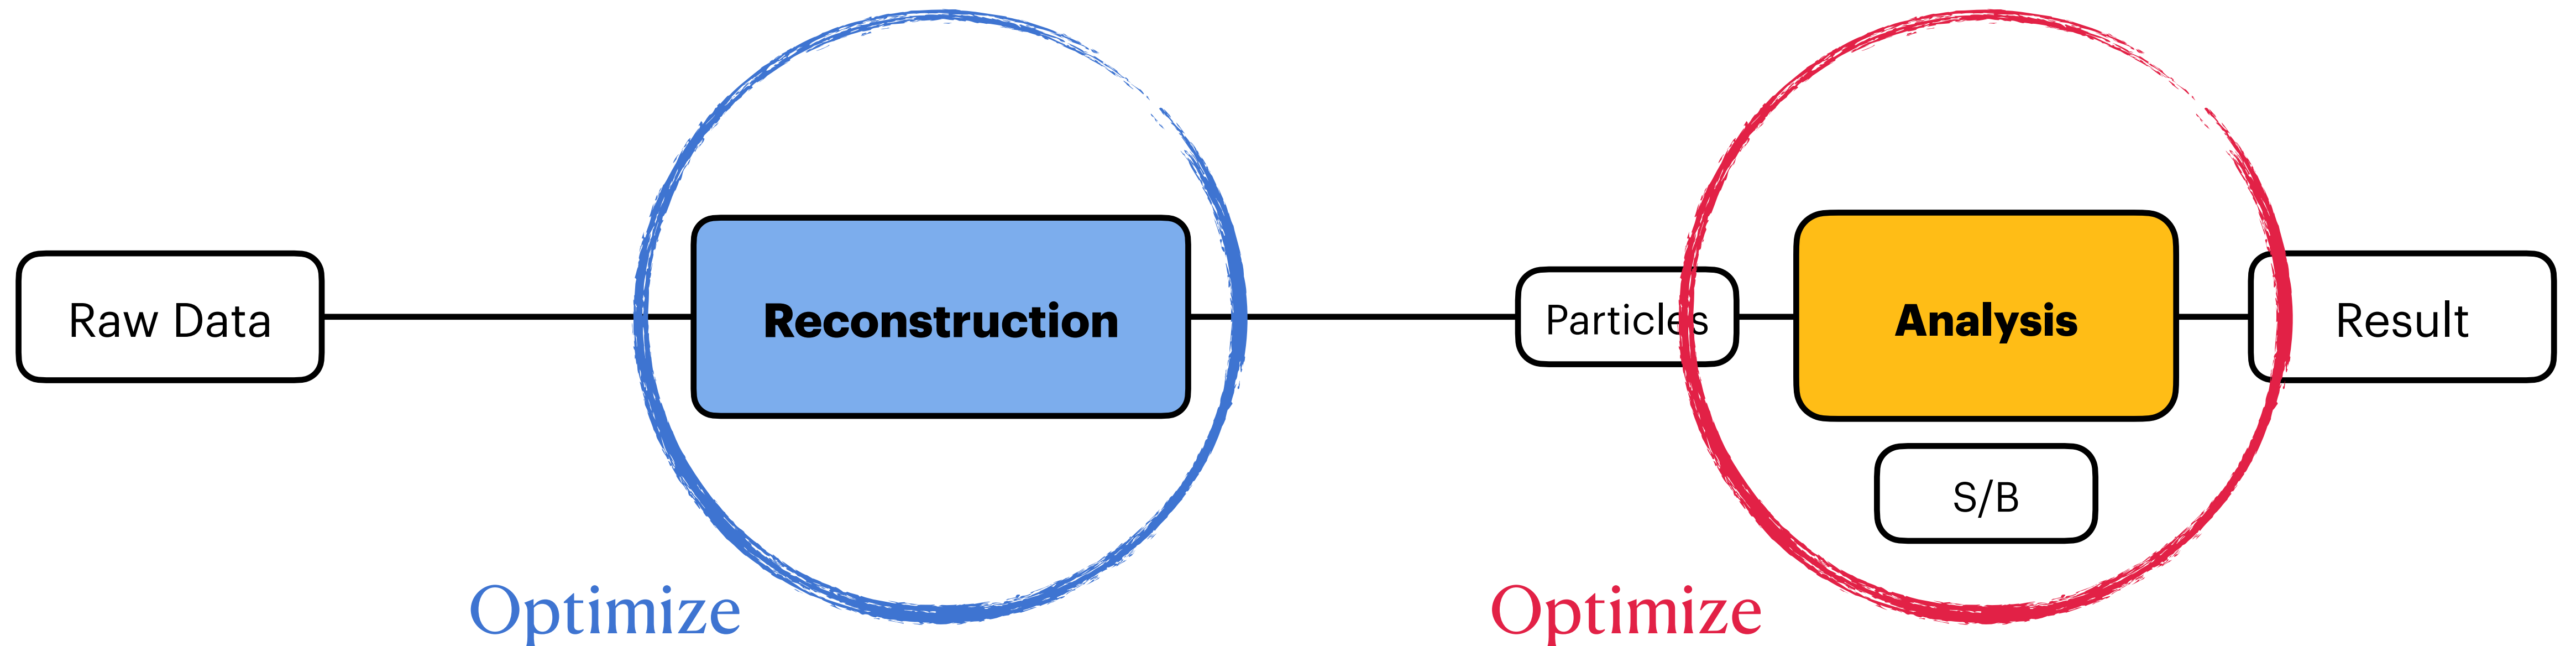 Raw Data
Reconstruction
Particles
Analysis
Result
S/B
Optimize
Optimize